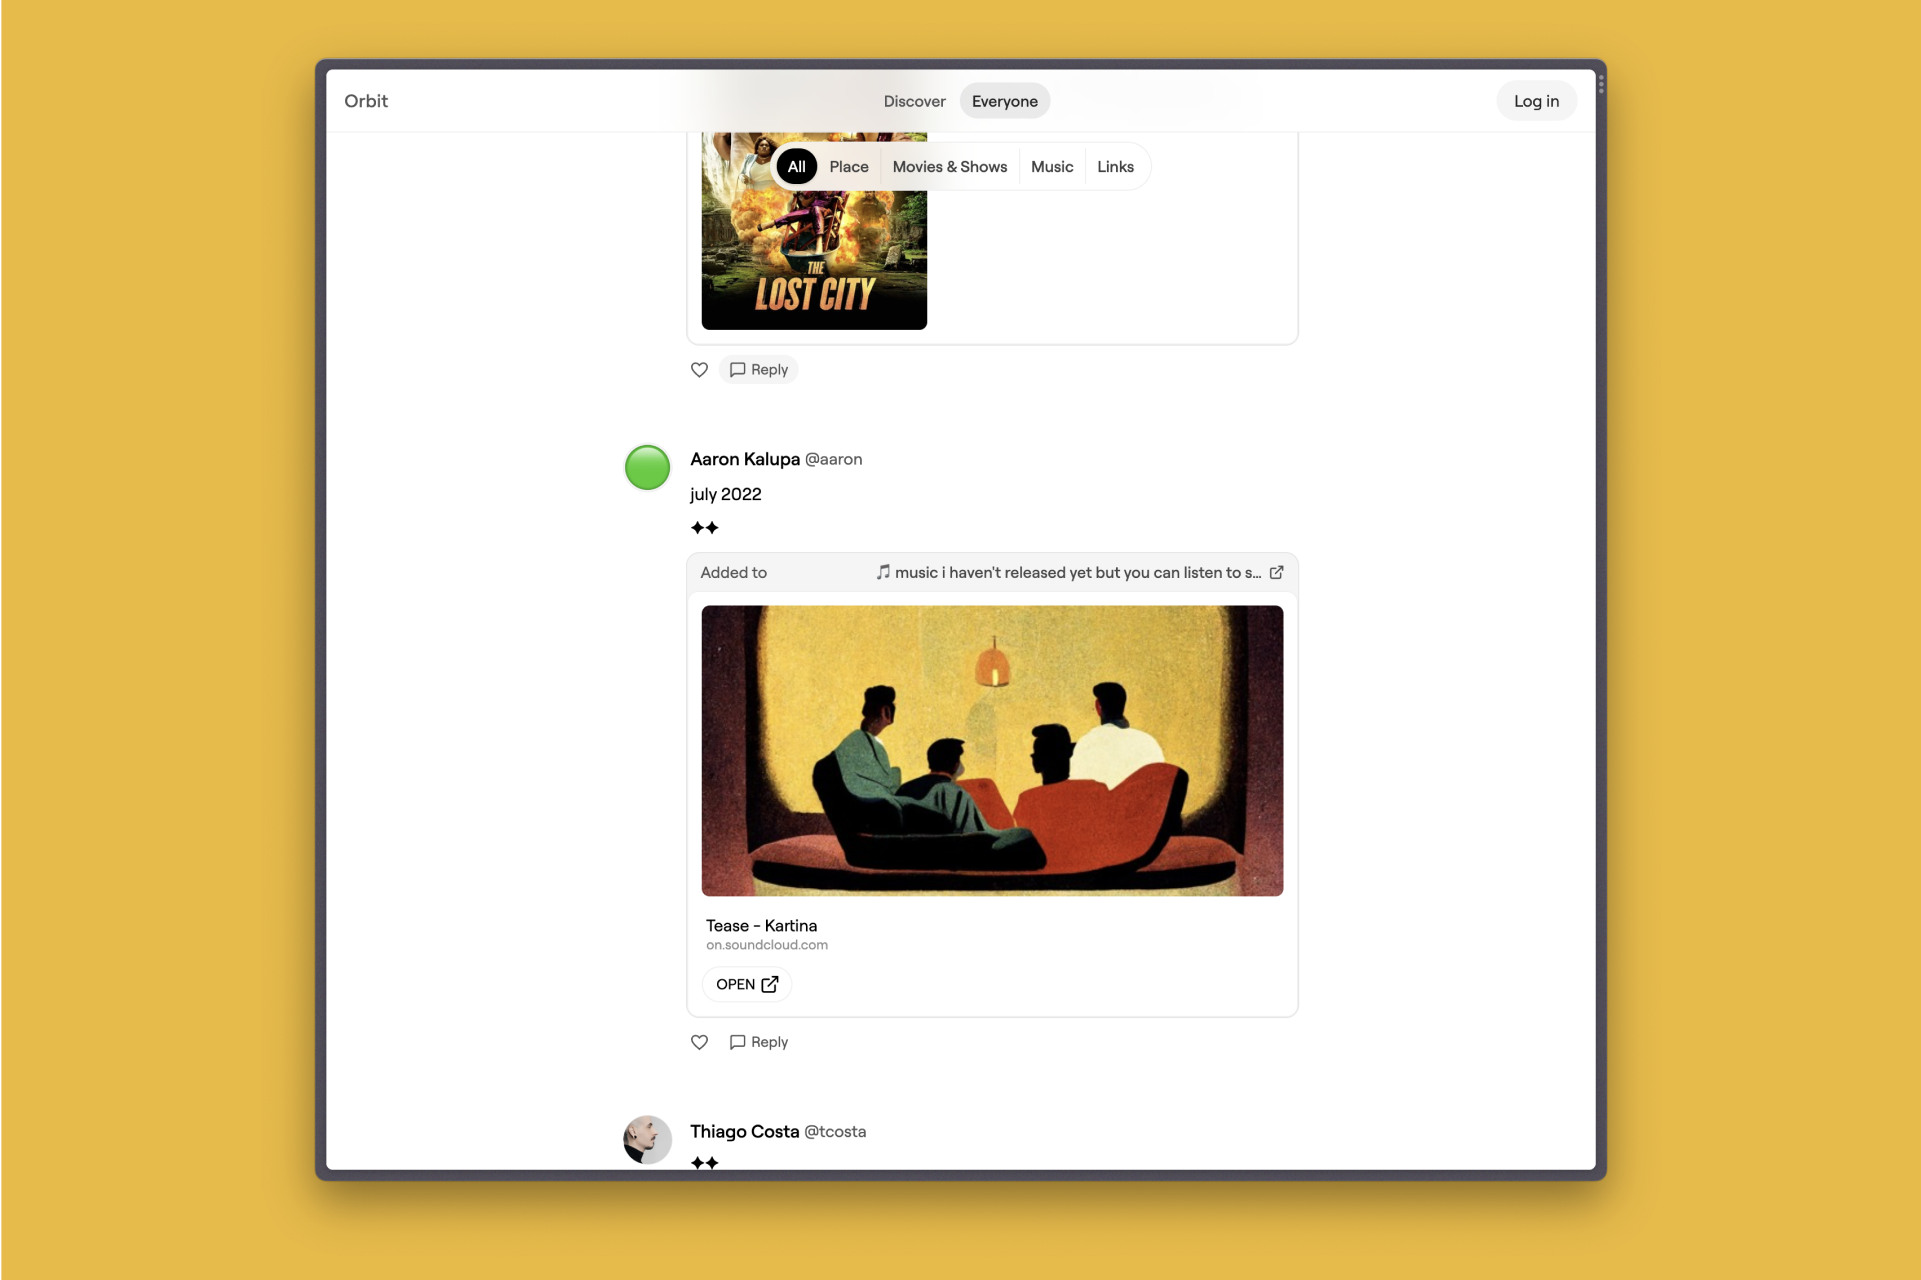 Orbit
Discover
Everyone
Log in
All
Place
Movies & Shows
Music
Links
THE
LOST CITY
Reply
Aaron Kalupa @aaron
july 2022
Added to
music i haven't released yet but you can listen to s...
Tease - Kartina
on.soundcloud.com
OPEN
Reply
Thiago Costa @tcosta